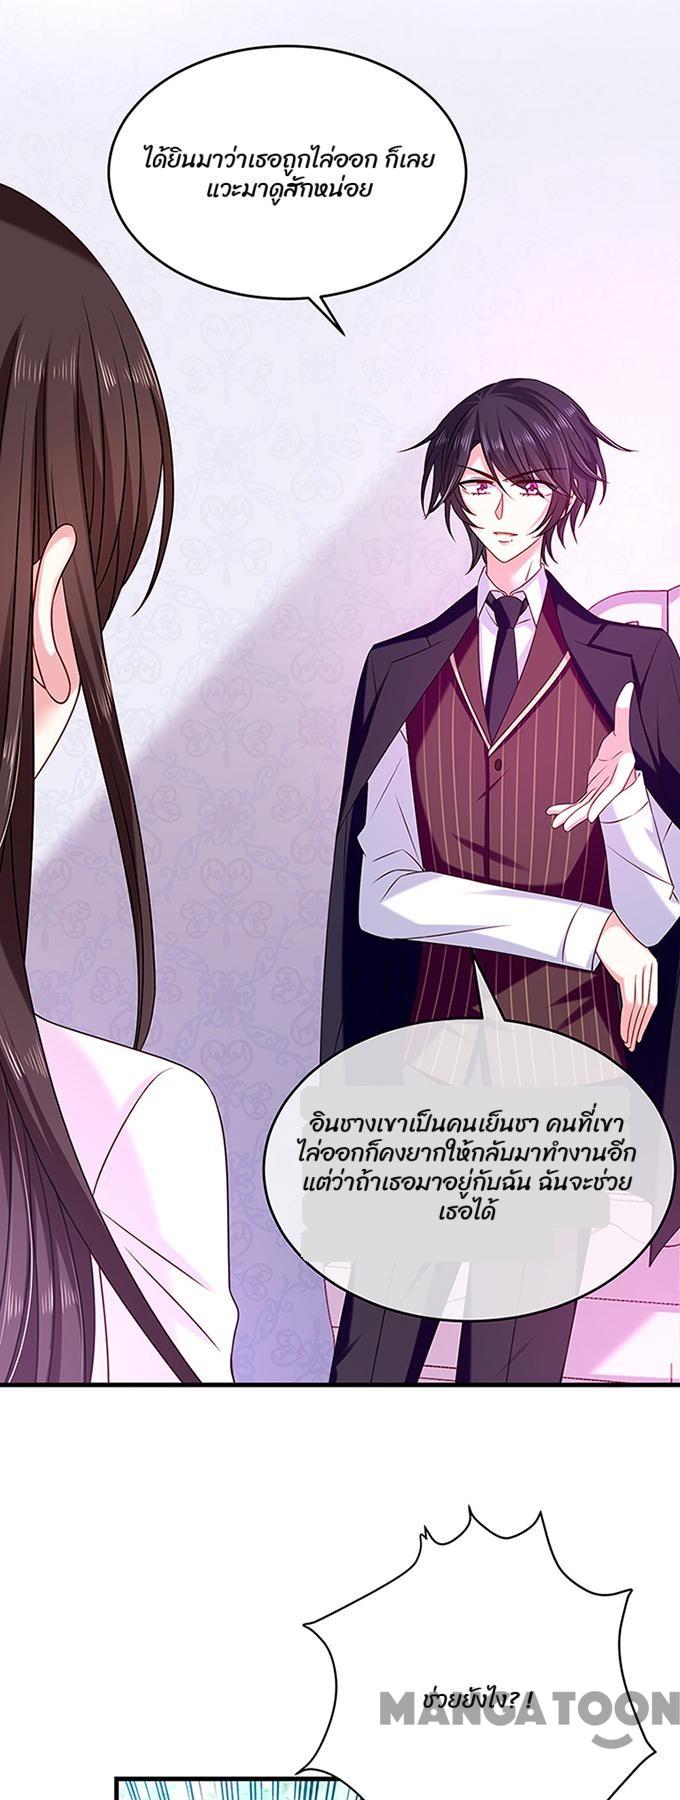 ได้ยินมาว่าเธอถูกไล่ออก ก็เลย
แวะมาดูสักหน่อย
อินชางเขาเป็นคนเย็นชา คนที่เขา
ไล่ออกก็คงยากให้กลับมาทำงานอีก
แต่ว่าถ้าเธอมาอยู่กับฉัน ฉันจะช่วย
เธอได้
ช่วยยังไง?!
MANGATOON